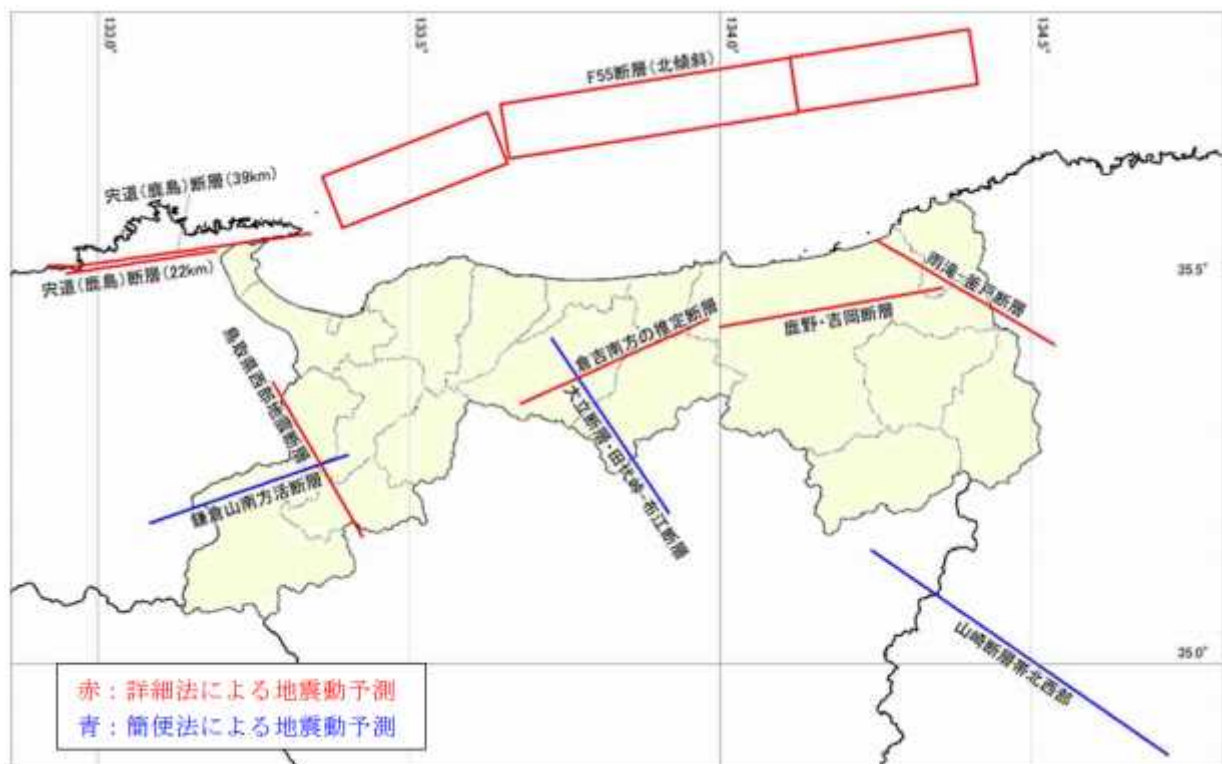 133.0°
133.5°
134.0°
134.5°
F55断層(北傾斜)
宍道(鹿島)断層(39km)
宍道(鹿島)断層(22km)
雨滝-釜戸断層
35.5°
鹿野・吉岡断層
倉吉南方の推定断層
鳥取県西部地震断層
大立断層・田代峠-布江断層
鎌倉山南方活断層
山崎断層帯北西部
35.0°
赤：詳細法による地震動予測
青：簡便法による地震動予測